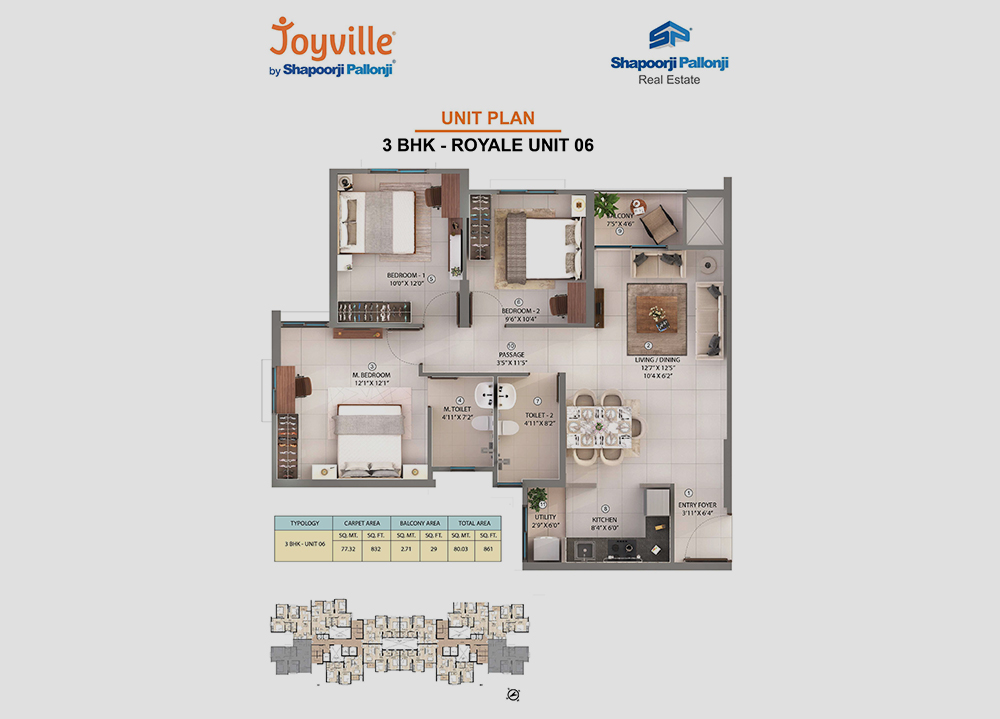 Joyville®
by Shapoorji Pallonji®
SP
Shapoorji Pallonji
Real Estate
UNIT PLAN
3 BHK - ROYALE UNIT 06
BALCONY
7'5" X 4'6"
9
BEDROOM - 1
10'0" X 12'0"
5
6
BEDROOM - 2
9'6" X 10'4"
10
PASSAGE
3'5" X 11'5"
2
LIVING / DINING
12'7" X 12'5"
10'4 X 6'2"
3
M. BEDROOM
12'1" X 12'1"
4
M. TOILET
4'11" X 7'2"
7
TOILET - 2
4'11" X 8'2"
1
ENTRY FOYER
3'11" X 6'4"
11
UTILITY
2'9" X 6'0"
8
KITCHEN
8'4" X 6'0"
TYPOLOGY CARPET AREA BALCONY AREA TOTAL AREA
SQ. MT. SQ. FT. SQ. MT. SQ. FT. SQ. MT. SQ. FT.
3 BHK - UNIT 06 77.32 832 2.71 29 80.03 861